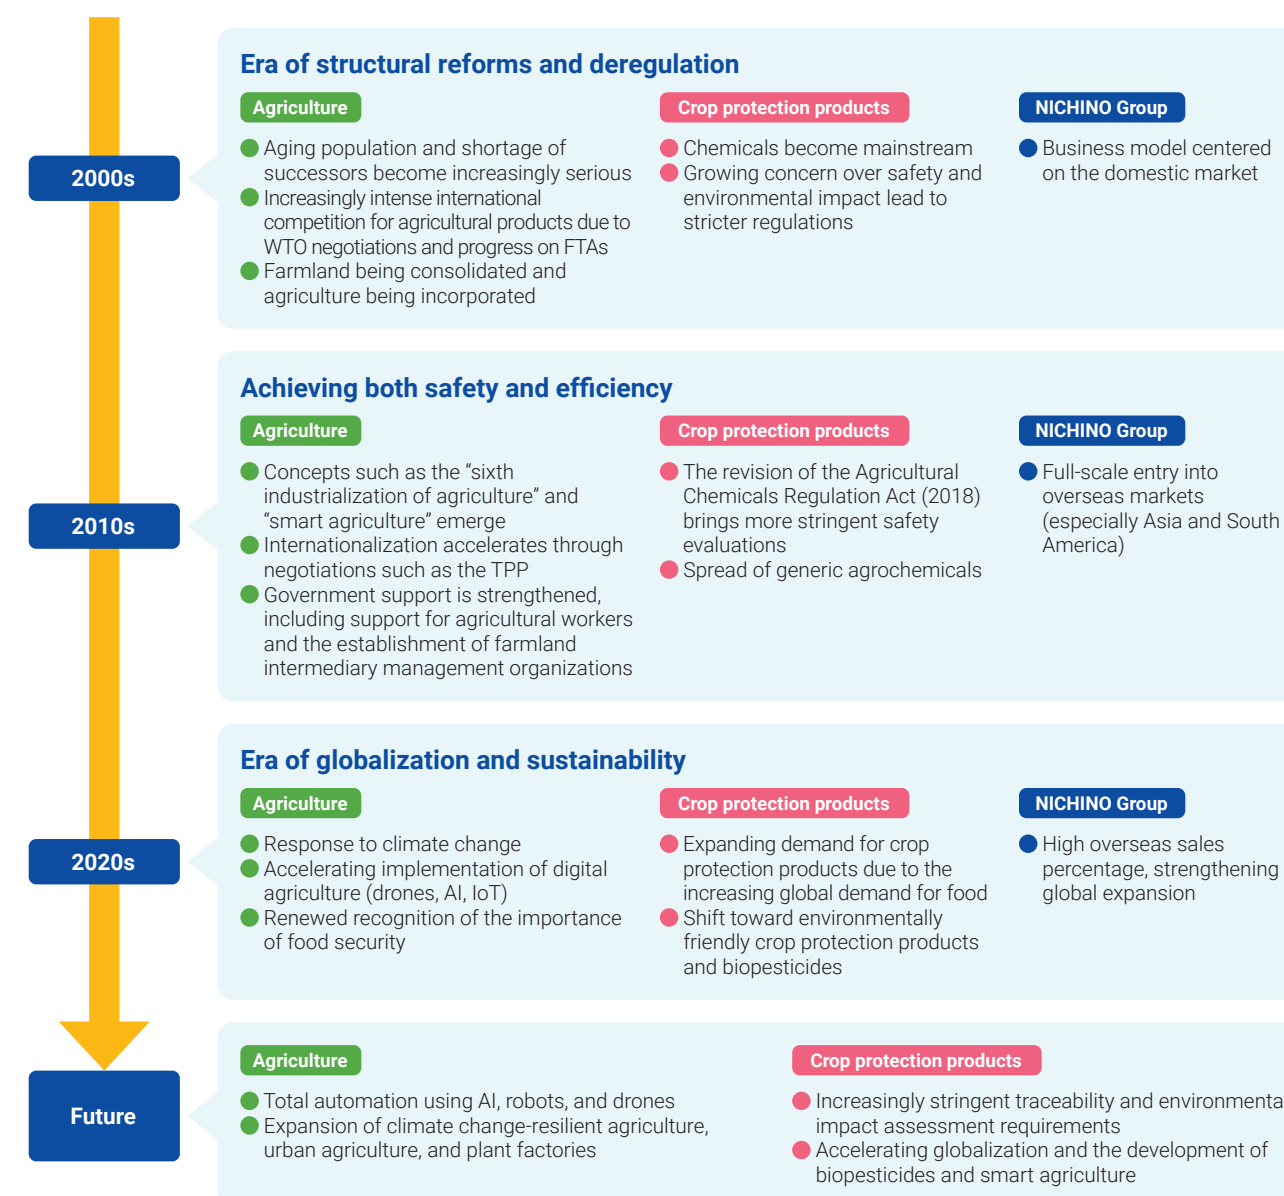 Era of structural reforms and deregulation
2000s
Agriculture
Aging population and shortage of
successors become increasingly serious
Increasingly intense international
competition for agricultural products due to
WTO negotiations and progress on FTAs
Farmland being consolidated and
agriculture being incorporated
Crop protection products
Chemicals become mainstream
Growing concern over safety and
environmental impact lead to
stricter regulations
NICHINO Group
Business model centered
on the domestic market
Achieving both safety and efficiency
2010s
Agriculture
Concepts such as the “sixth
industrialization of agriculture” and
“smart agriculture” emerge
Internationalization accelerates through
negotiations such as the TPP
Government support is strengthened,
including support for agricultural workers
and the establishment of farmland
intermediary management organizations
Crop protection products
The revision of the Agricultural
Chemicals Regulation Act (2018)
brings more stringent safety
evaluations
Spread of generic agrochemicals
NICHINO Group
Full-scale entry into
overseas markets
(especially Asia and South
America)
Era of globalization and sustainability
2020s
Agriculture
Response to climate change
Accelerating implementation of digital
agriculture (drones, AI, IoT)
Renewed recognition of the importance
of food security
Crop protection products
Expanding demand for crop
protection products due to the
increasing global demand for food
Shift toward environmentally
friendly crop protection products
and biopesticides
NICHINO Group
High overseas sales
percentage, strengthening
global expansion
Future
Agriculture
Total automation using AI, robots, and drones
Expansion of climate change-resilient agriculture,
urban agriculture, and plant factories
Crop protection products
Increasingly stringent traceability and environmenta
impact assessment requirements
Accelerating globalization and the development of
biopesticides and smart agriculture